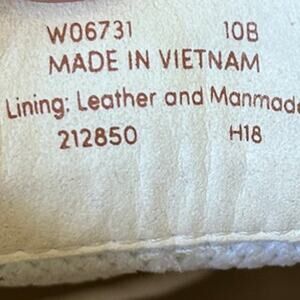 W06731 10B
MADE IN VIETNAM
Lining: Leather and Manmade
212850 H18